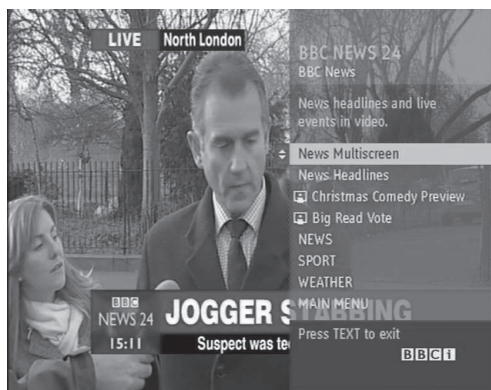 LIVE North London
BBC NEWS 24
BBC News
News headlines and live
events in video.
News Multiscreen
News Headlines
Christmas Comedy Preview
Big Read Vote
NEWS
SPORT
WEATHER
MAIN MENU
Press TEXT to exit
BBCi
BBC
NEWS 24
15:11
JOGGER STABBING
Suspect was